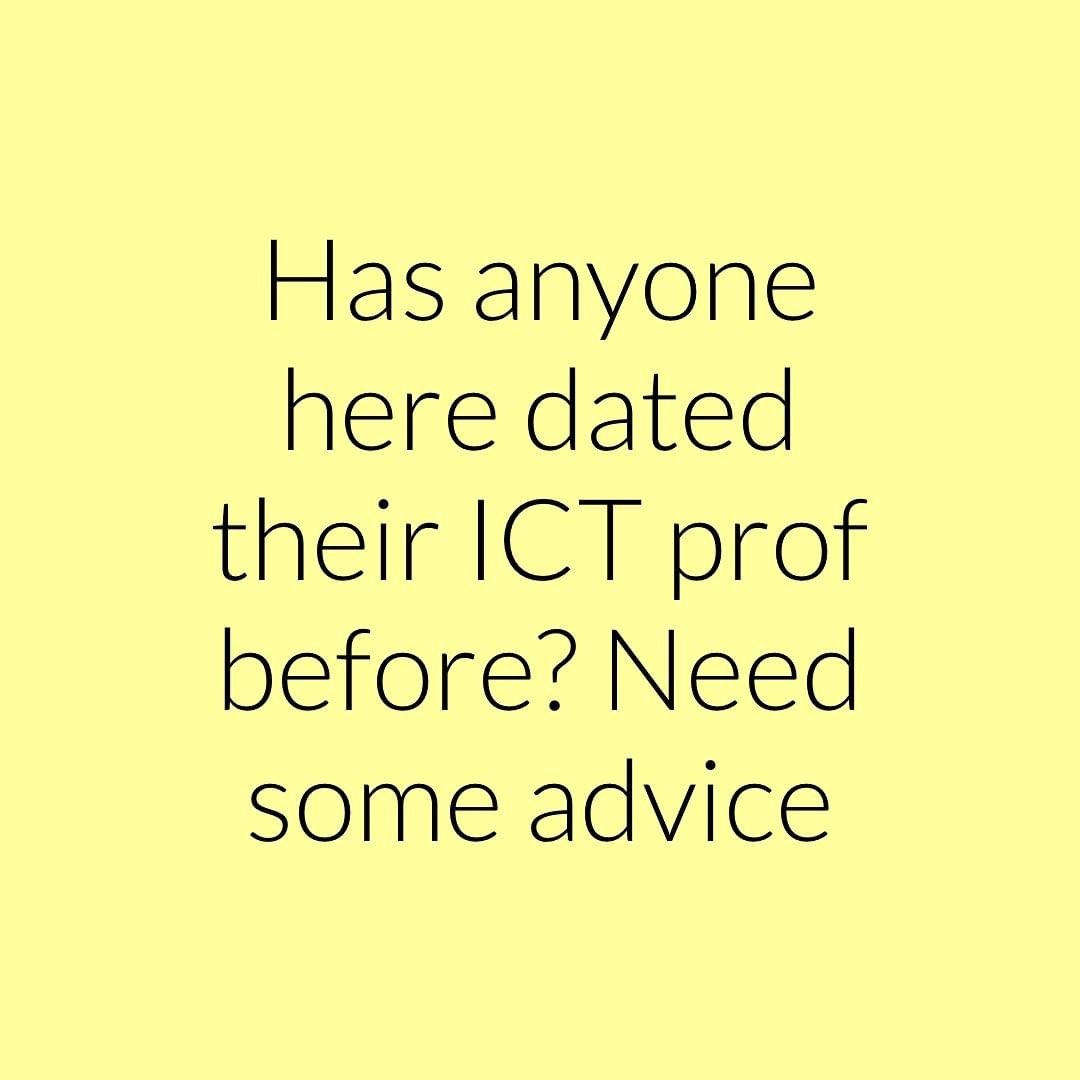 Has anyone
here dated
their ICT prof
before? Need
some advice